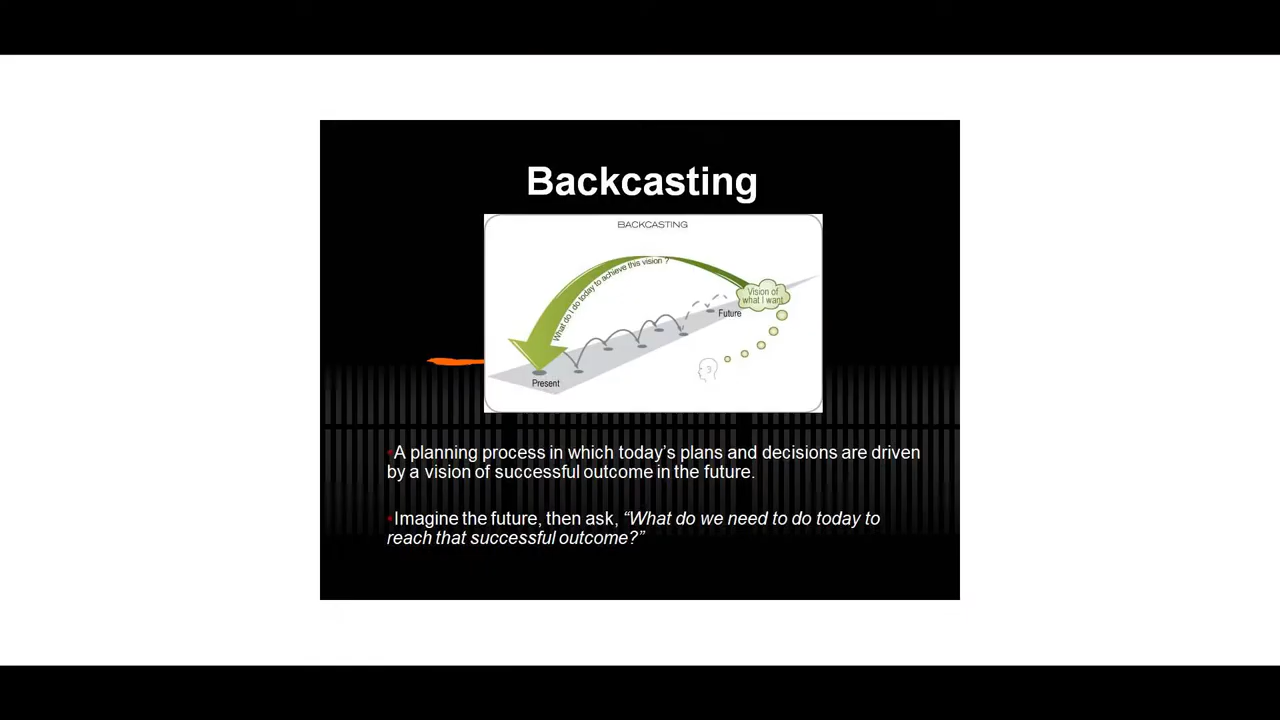 Backcasting
BACKCASTING
What do I do today to achieve this vision ?
Vision of
what I want
Future
Present
•A planning process in which today’s plans and decisions are driven
by a vision of successful outcome in the future.
•Imagine the future, then ask, “What do we need to do today to
reach that successful outcome?”